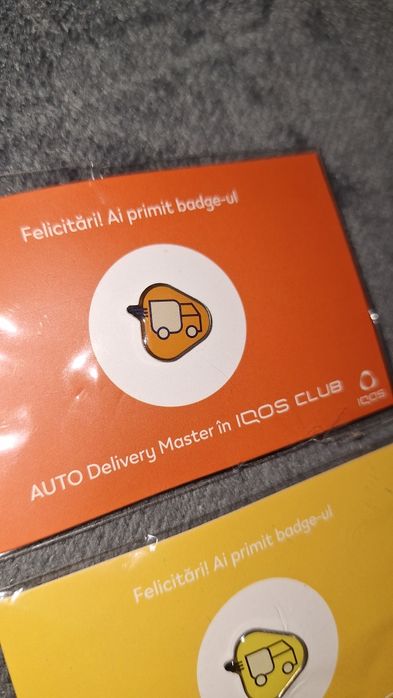 Felicitări! Ai primit badge-ul
AUTO Delivery Master în IQOS CLUB
IQOS
Felicitări! Ai primit badge-ul